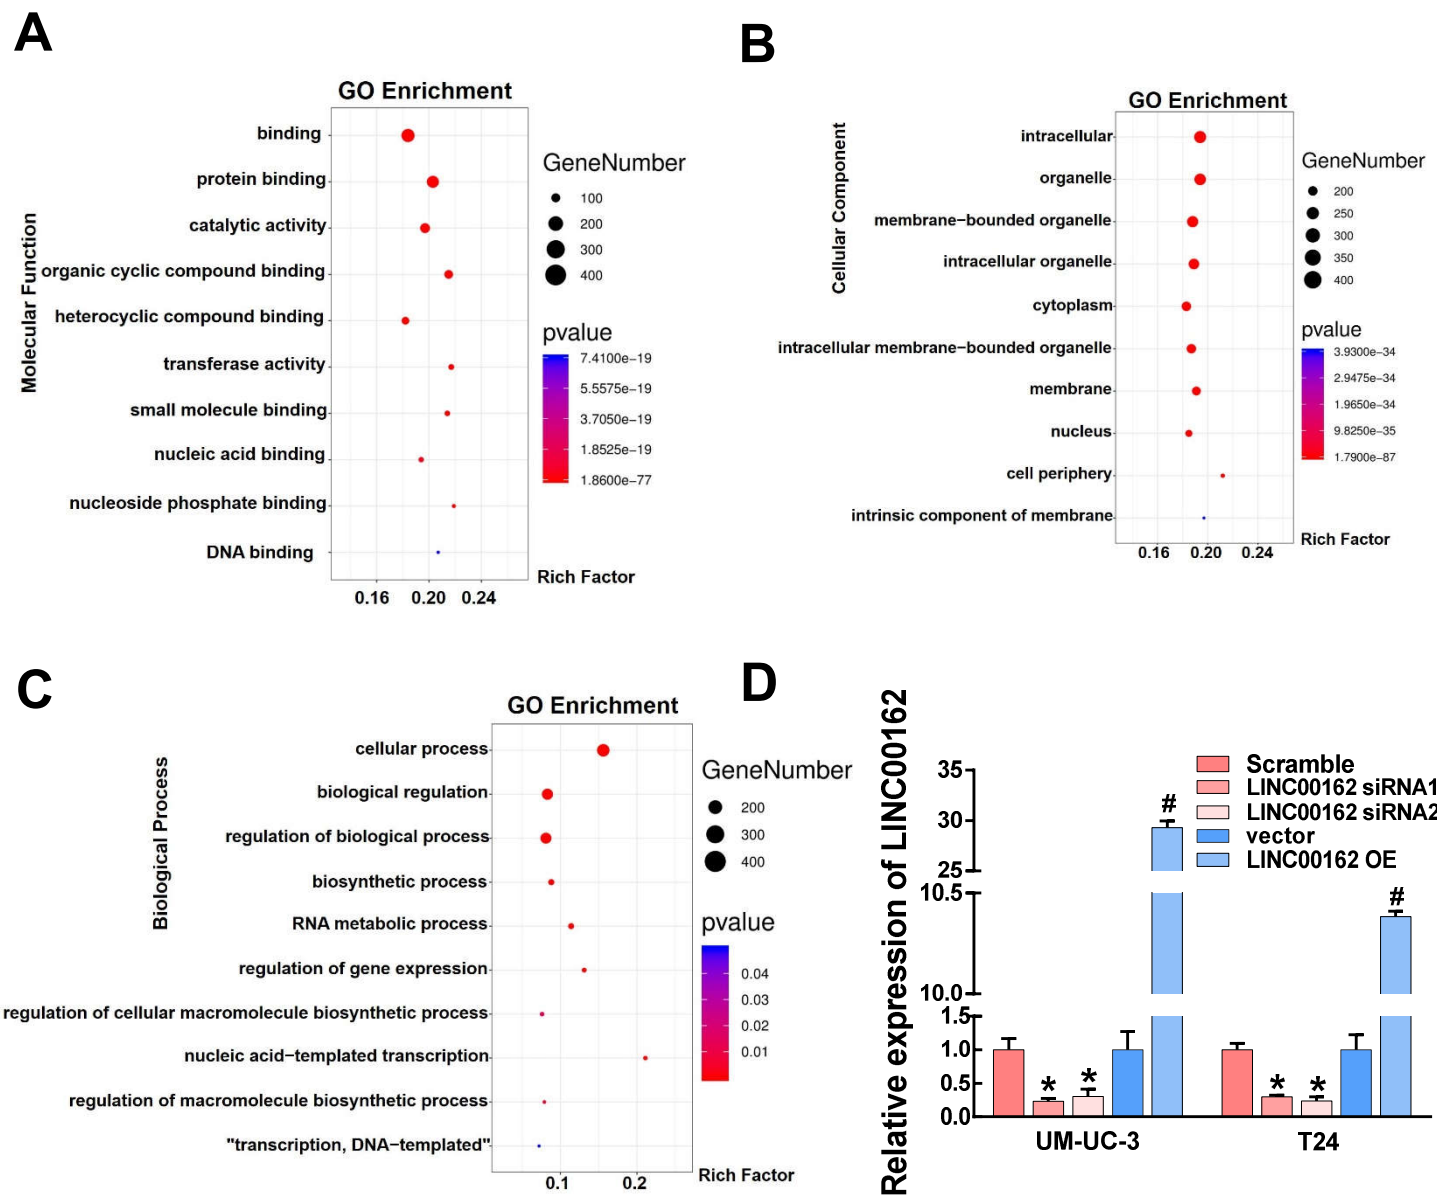 A
GO Enrichment
Molecular Function
binding
protein binding
catalytic activity
organic cyclic compound binding
heterocyclic compound binding
transferase activity
small molecule binding
nucleic acid binding
nucleoside phosphate binding
DNA binding
0.16 0.20 0.24
Rich Factor
GeneNumber
100
200
300
400
pvalue
7.4100e−19
5.5575e−19
3.7050e−19
1.8525e−19
1.8600e−77
B
GO Enrichment
Cellular Component
intracellular
organelle
membrane−bounded organelle
intracellular organelle
cytoplasm
intracellular membrane−bounded organelle
membrane
nucleus
cell periphery
intrinsic component of membrane
0.16 0.20 0.24
Rich Factor
GeneNumber
200
250
300
350
400
pvalue
3.9300e−34
2.9475e−34
1.9650e−34
9.8250e−35
1.7900e−87
C
GO Enrichment
Biological Process
cellular process
biological regulation
regulation of biological process
biosynthetic process
RNA metabolic process
regulation of gene expression
regulation of cellular macromolecule biosynthetic process
nucleic acid−templated transcription
regulation of macromolecule biosynthetic process
"transcription, DNA−templated"
0.1 0.2
Rich Factor
GeneNumber
200
300
400
pvalue
0.04
0.03
0.02
0.01
D
Relative expression of LINC00162
35
30
25
10.5
10.0
1.5
1.0
0.5
0.0
Scramble
LINC00162 siRNA1
LINC00162 siRNA2
vector
LINC00162 OE
#
#
* *
* *
UM-UC-3 T24